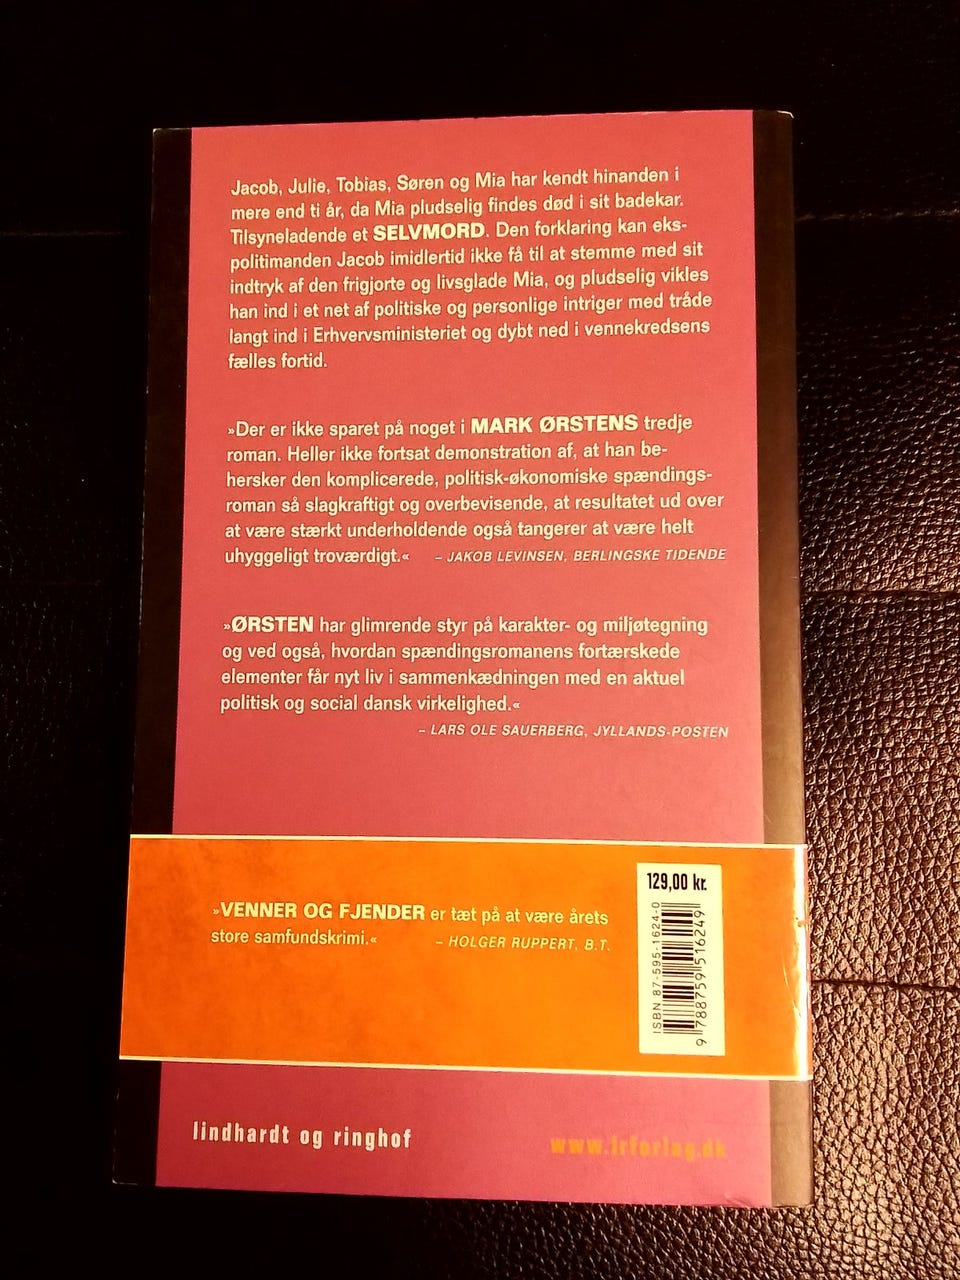 Jacob, Julie, Tobias, Søren og Mia har kendt hinanden i
mere end ti år, da Mia pludselig findes død i sit badekar.
Tilsyneladende et SELVMORD. Den forklaring kan eks-
politimanden Jacob imidlertid ikke få til at stemme med sit
indtryk af den frigjorte og livsglade Mia, og pludselig vikles
han ind i et net af politiske og personlige intriger med tråde
langt ind i Erhvervsministeriet og dybt ned i vennekredsens
fælles fortid.
»Der er ikke sparet på noget i MARK ØRSTENS tredje
roman. Heller ikke fortsat demonstration af, at han be-
hersker den komplicerede, politisk-økonomiske spændings-
roman så slagkraftigt og overbevisende, at resultatet ud over
at være stærkt underholdende også tangerer at være helt
uhyggeligt troværdigt.« – JAKOB LEVINSEN, BERLINGSKE TIDENDE
»ØRSTEN har glimrende styr på karakter- og miljøtegning
og ved også, hvordan spændingsromanens fortærskede
elementer får nyt liv i sammenkædningen med en aktuel
politisk og social dansk virkelighed.«
– LARS OLE SAUERBERG, JYLLANDS-POSTEN
»VENNER OG FJENDER er tæt på at være årets
store samfundskrimi.« – HOLGER RUPPERT, B.T.
129,00 kr.
ISBN 87-595-1624-0
9 788759 516249
lindhardt og ringhof
www.lrforlag.dk